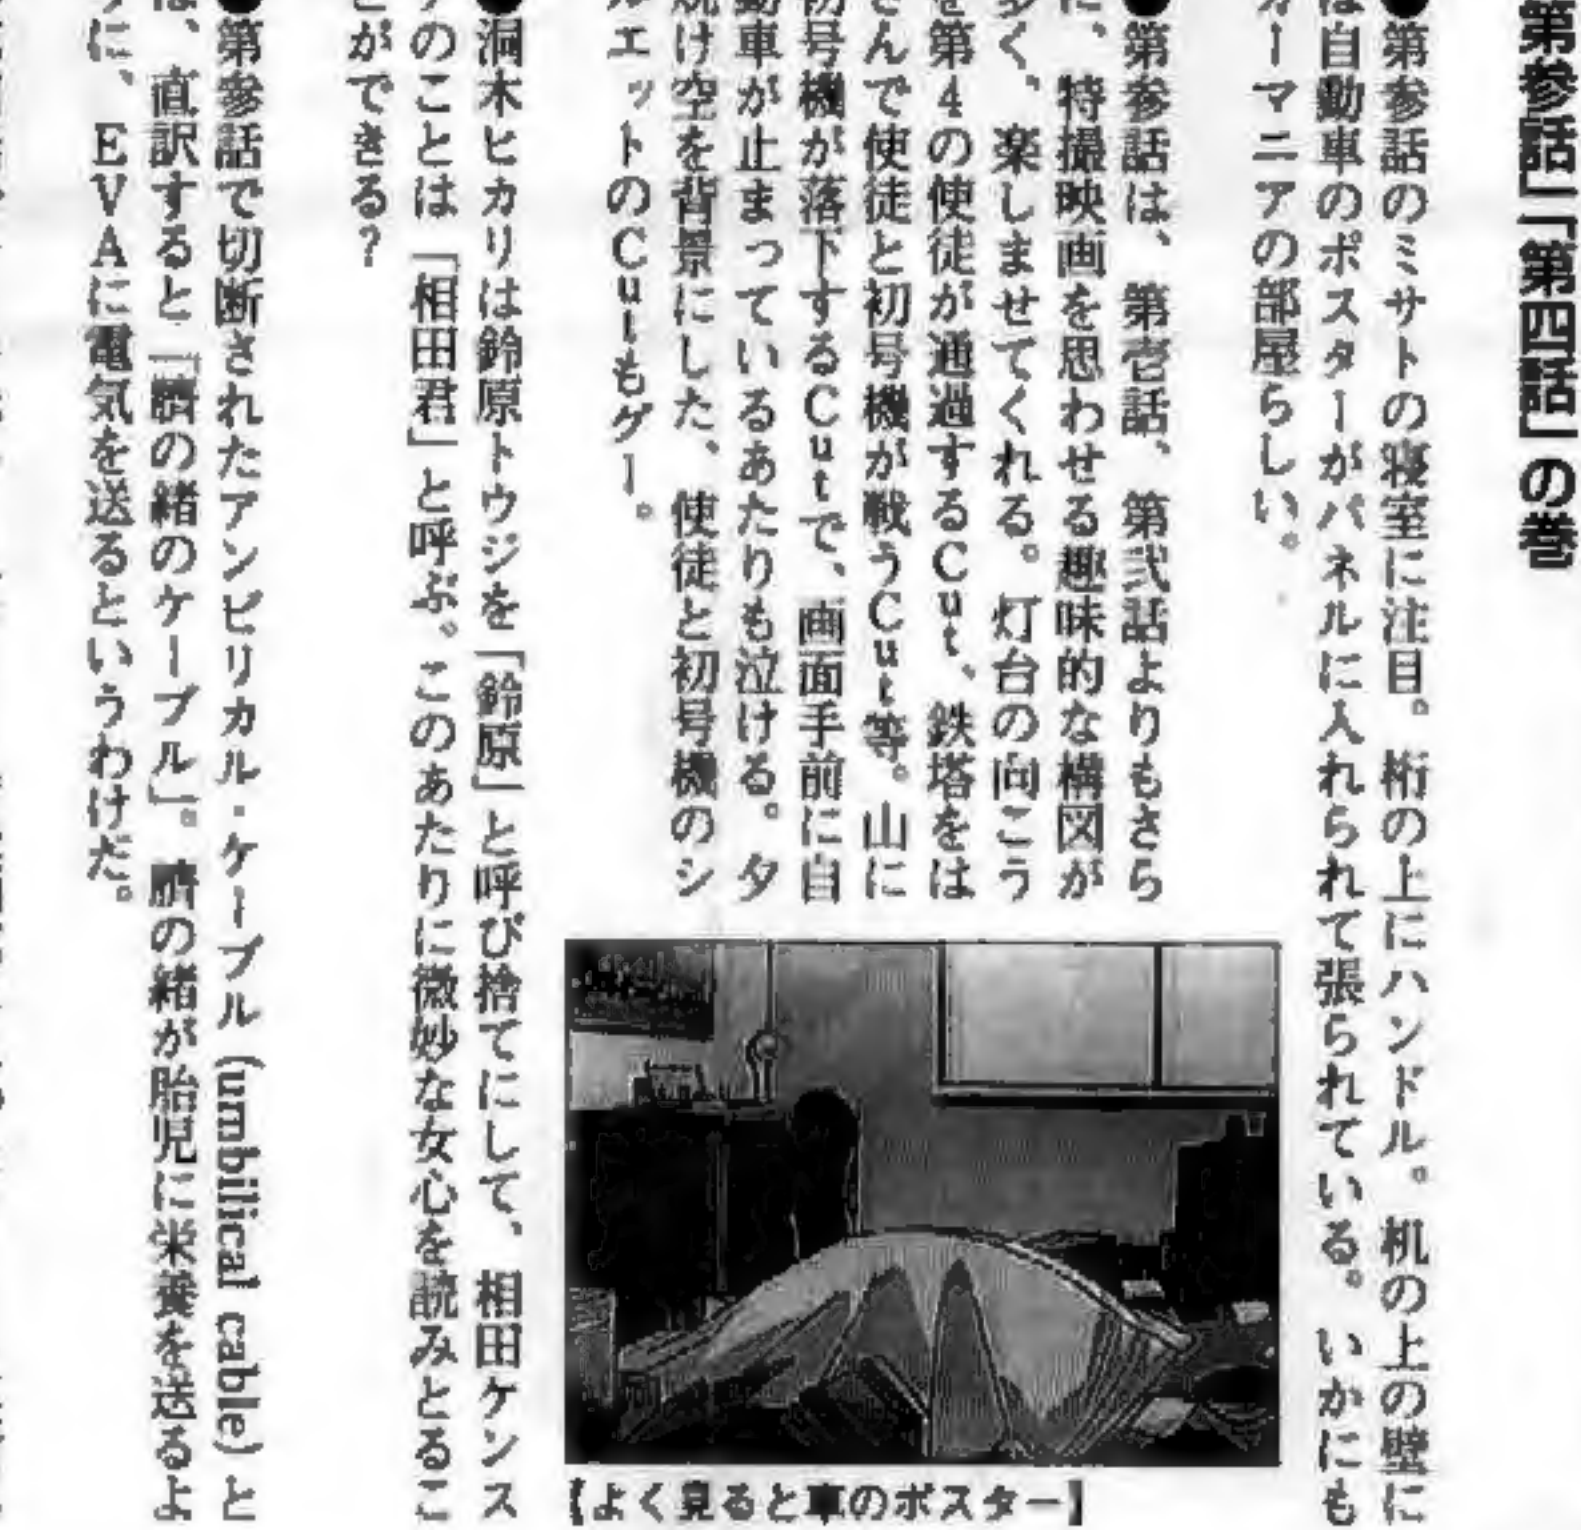 第参話」「第四話」の巻
●第参話のミサトの寝室に注目。桁の上にハンドル。机の上の壁に
は自動車のポスターがパネルに入れられて張られている。いかにも
カーマニアの部屋らしい。
●第参話は、第壱話、第弐話よりもさら
に、特撮映画を思わせる趣味的な構図が
多く、楽しませてくれる。灯台の向こう
を第4の使徒が通過するCut、鉄塔をは
さんで使徒と初号機が戦うCut等。山に
初号機が落下するCutで、画面手前に自
動車が止まっているあたりも泣ける。夕
焼け空を背景にした、使徒と初号機のシ
ルエットのCutもグー。
【よく見ると車のポスター】
●洞木ヒカリは鈴原トウジを「鈴原」と呼び捨てにして、相田ケンス
のことは「相田君」と呼ぶ。このあたりに微妙な女心を読みとるこ
とができる?
●第参話で切断されたアンビリカル・ケーブル(umbilical cable)と
は、直訳すると「臍の緒のケーブル」。臍の緒が胎児に栄養を送るよ
うに、EVAに電気を送るというわけだ。